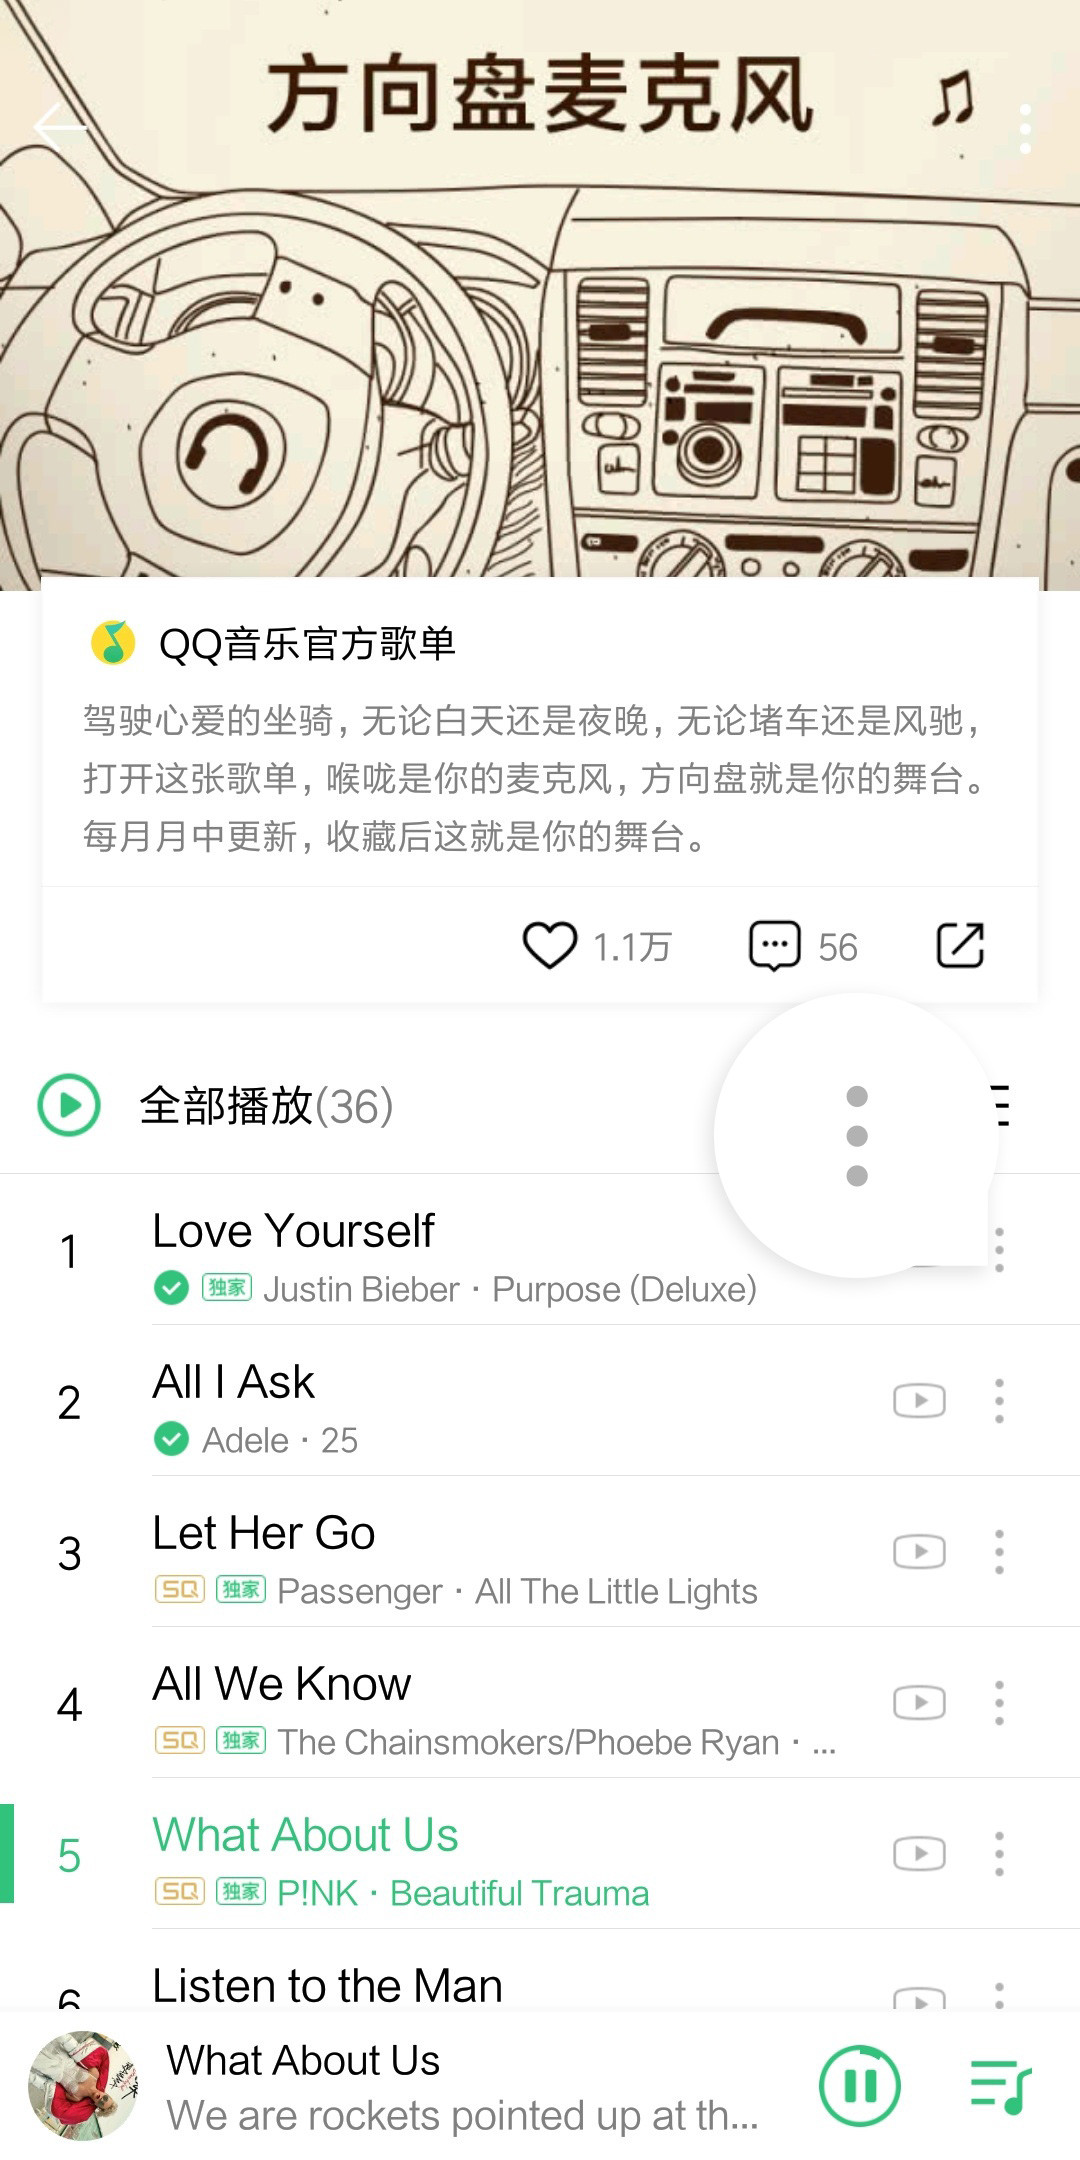 方向盘麦克风
QQ音乐官方歌单
驾驶心爱的坐骑，无论白天还是夜晚，无论堵车还是风驰，
打开这张歌单，喉咙是你的麦克风，方向盘就是你的舞台。
每月月中更新，收藏后这就是你的舞台。
1.1万 56
全部播放(36)
1 Love Yourself
独家 Justin Bieber · Purpose (Deluxe)
2 All I Ask
Adele · 25
3 Let Her Go
SQ 独家 Passenger · All The Little Lights
4 All We Know
SQ 独家 The Chainsmokers/Phoebe Ryan · ...
5 What About Us
SQ 独家 P!NK · Beautiful Trauma
6 Listen to the Man
What About Us
We are rockets pointed up at th...